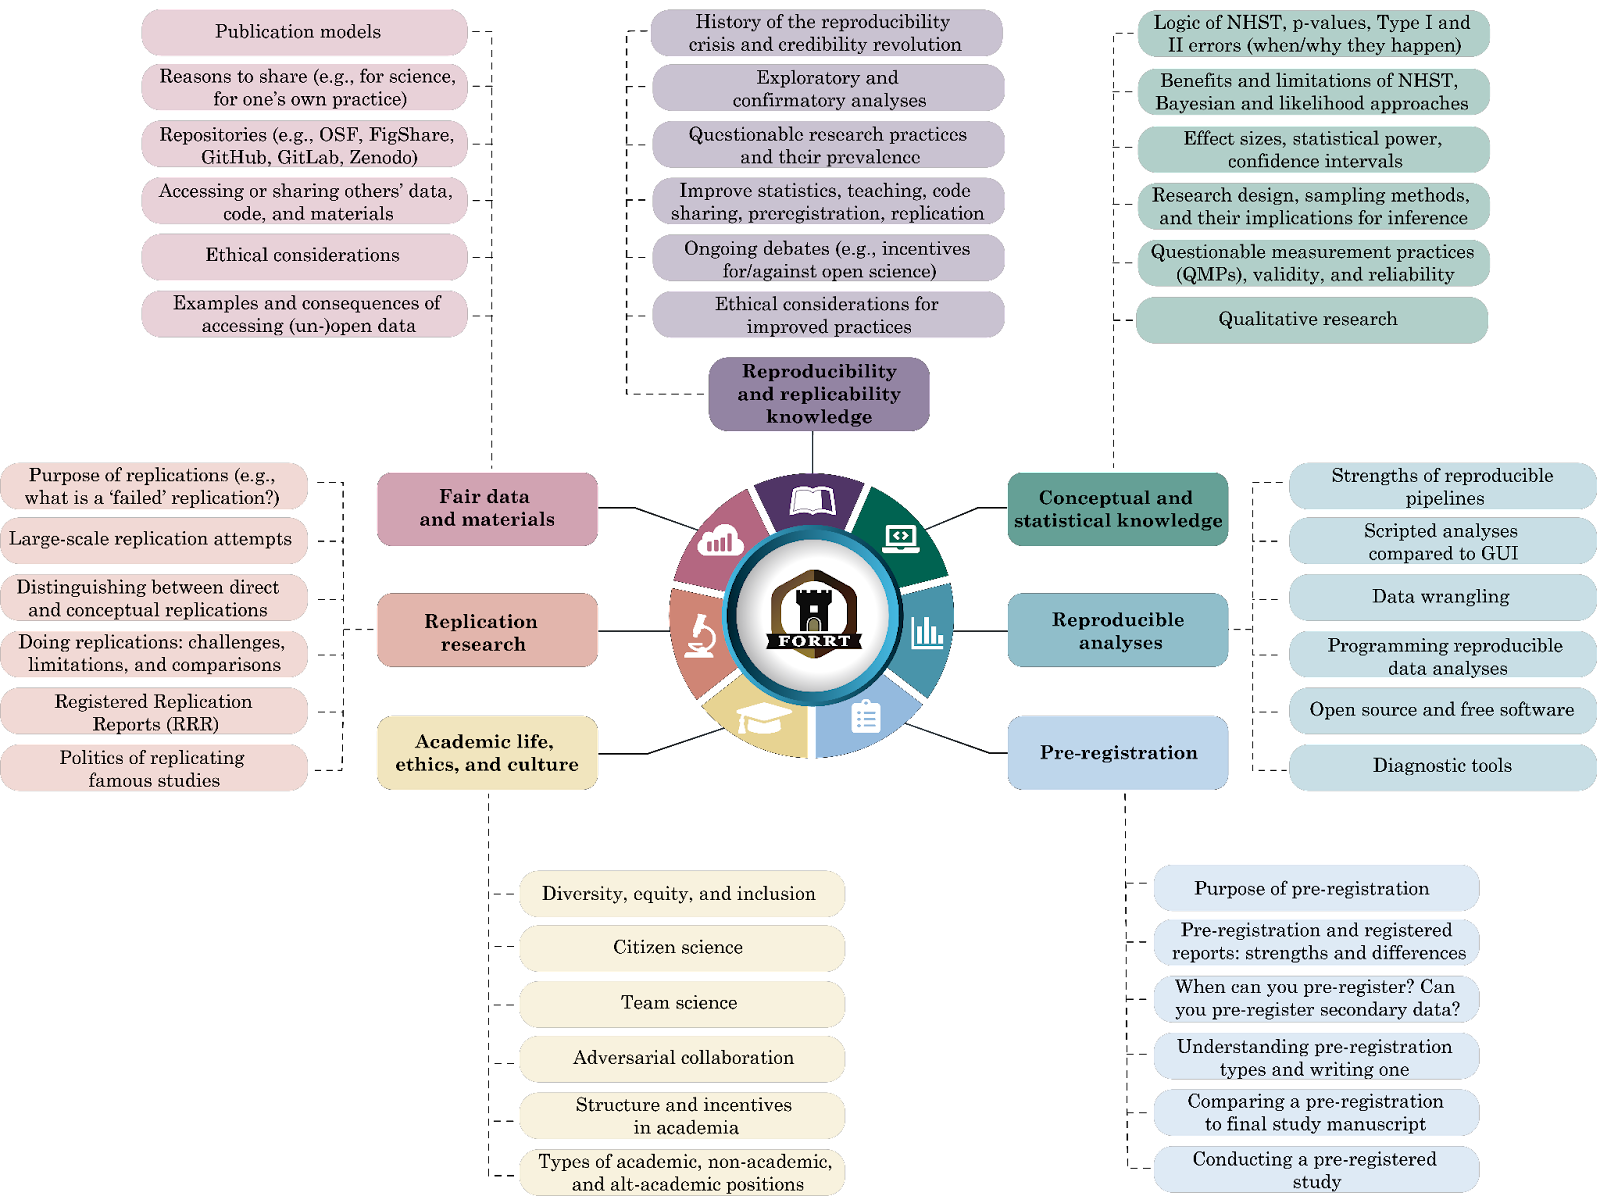 Publication models
Reasons to share (e.g., for science,
for one's own practice)
Repositories (e.g., OSF, FigShare,
GitHub, GitLab, Zenodo)
Accessing or sharing others' data,
code, and materials
Ethical considerations
Examples and consequences of
accessing (un-)open data
Fair data
and materials
History of the reproducibility
crisis and credibility revolution
Exploratory and
confirmatory analyses
Questionable research practices
and their prevalence
Improve statistics, teaching, code
sharing, preregistration, replication
Ongoing debates (e.g., incentives
for/against open science)
Ethical considerations for
improved practices
Reproducibility
and replicability
knowledge
Logic of NHST, p-values, Type I and
II errors (when/why they happen)
Benefits and limitations of NHST,
Bayesian and likelihood approaches
Effect sizes, statistical power,
confidence intervals
Research design, sampling methods,
and their implications for inference
Questionable measurement practices
(QMPs), validity, and reliability
Qualitative research
Conceptual and
statistical knowledge
Purpose of replications (e.g.,
what is a 'failed' replication?)
Large-scale replication attempts
Distinguishing between direct
and conceptual replications
Doing replications: challenges,
limitations, and comparisons
Registered Replication
Reports (RRR)
Politics of replicating
famous studies
Replication
research
FORRT
Reproducible
analyses
Strengths of reproducible
pipelines
Scripted analyses
compared to GUI
Data wrangling
Programming reproducible
data analyses
Open source and free software
Diagnostic tools
Academic life,
ethics, and culture
Diversity, equity, and inclusion
Citizen science
Team science
Adversarial collaboration
Structure and incentives
in academia
Types of academic, non-academic,
and alt-academic positions
Pre-registration
Purpose of pre-registration
Pre-registration and registered
reports: strengths and differences
When can you pre-register? Can
you pre-register secondary data?
Understanding pre-registration
types and writing one
Comparing a pre-registration
to final study manuscript
Conducting a pre-registered
study